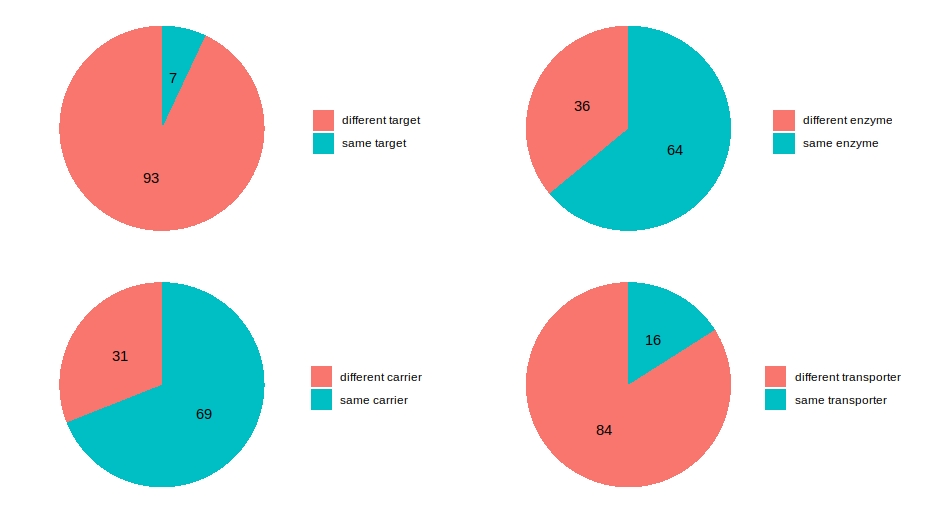 7
93
different target
same target
36
64
different enzyme
same enzyme
31
69
different carrier
same carrier
16
84
different transporter
same transporter